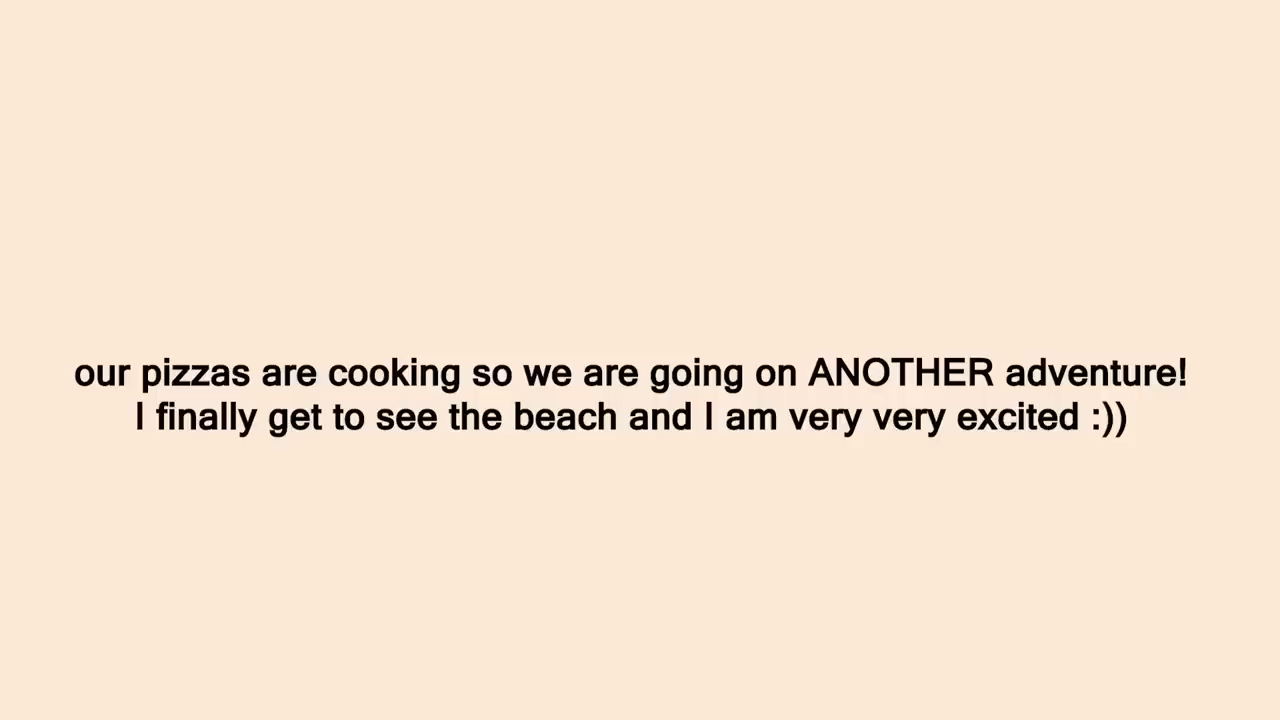 our pizzas are cooking so we are going on ANOTHER adventure!
I finally get to see the beach and I am very very excited :))